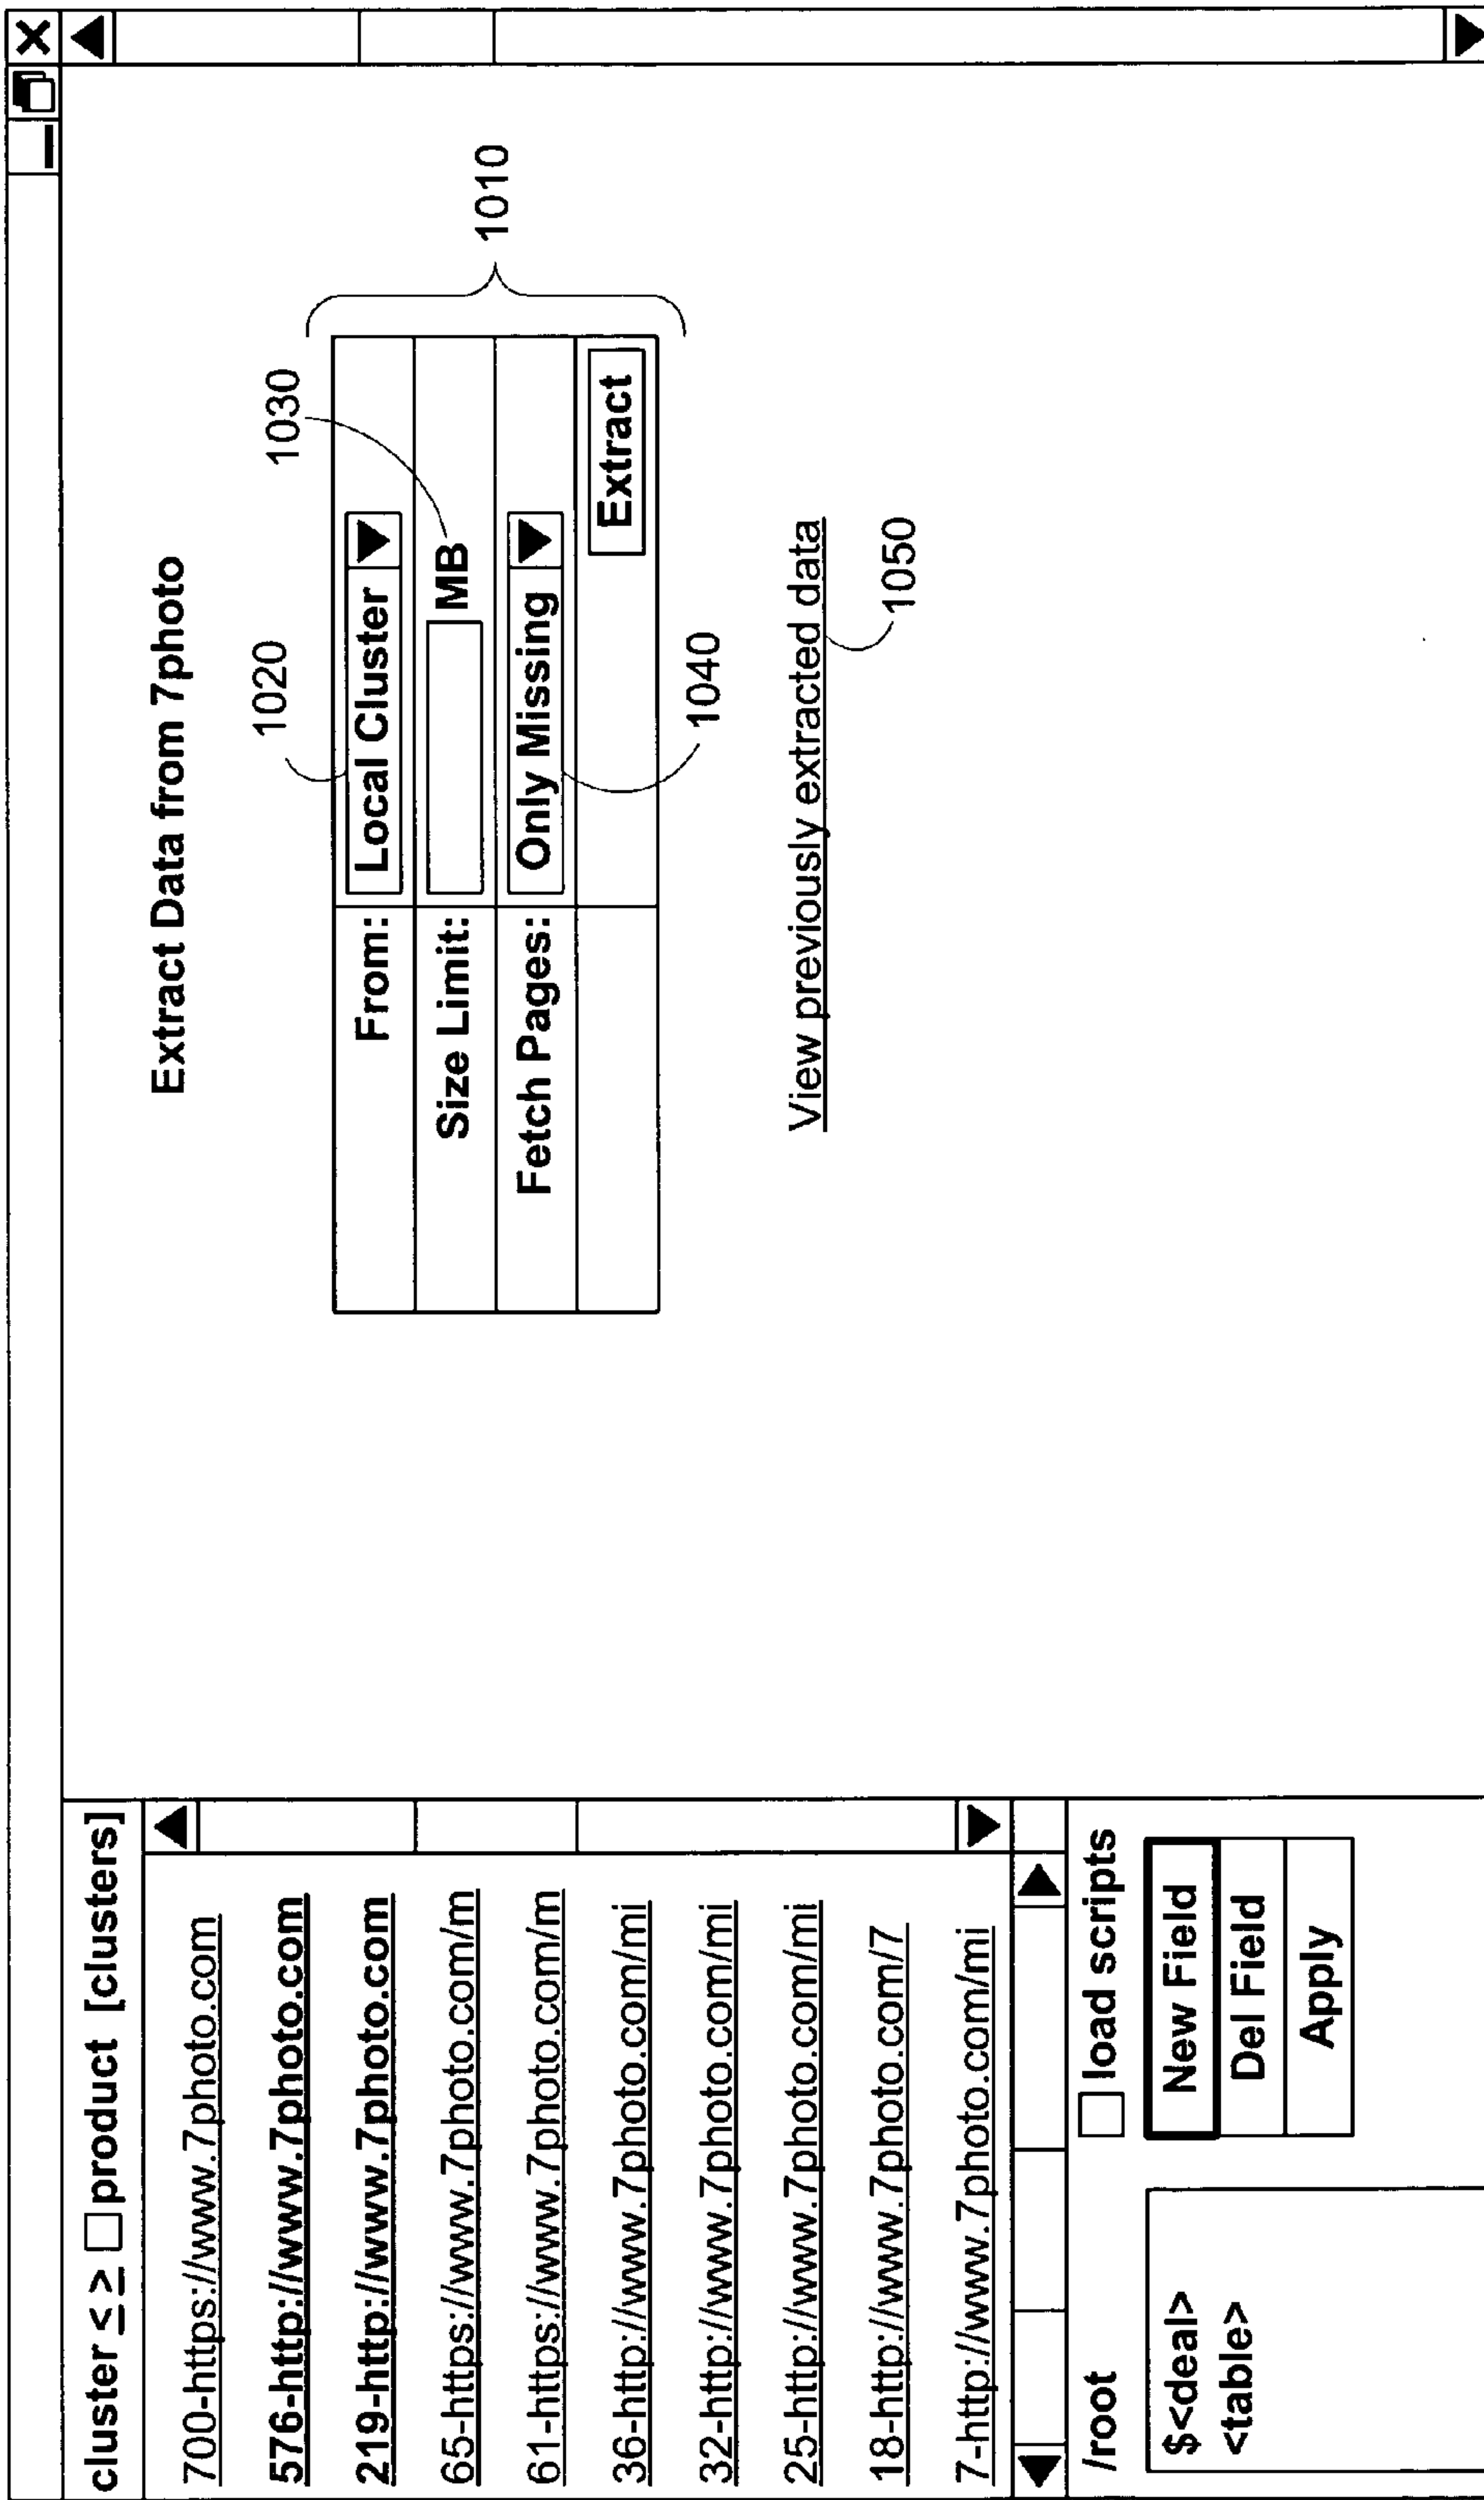 cluster < > product [clusters]
700-https://www.7photo.com
576-http://www.7photo.com
219-http://www.7photo.com
65-https://www.7photo.com/m
61-https://www.7photo.com/m
36-http://www.7photo.com/mi
32-http://www.7photo.com/mi
25-http://www.7photo.com/mi
18-http://www.7photo.com/7
7-http://www.7photo.com/mi
/root
load scripts
$<deal>
<table>
New Field
Del Field
Apply
Extract Data from 7photo
1020
1030
From: Local Cluster
Size Limit: MB
Fetch Pages: Only Missing
Extract
1010
1040
View previously extracted data
1050